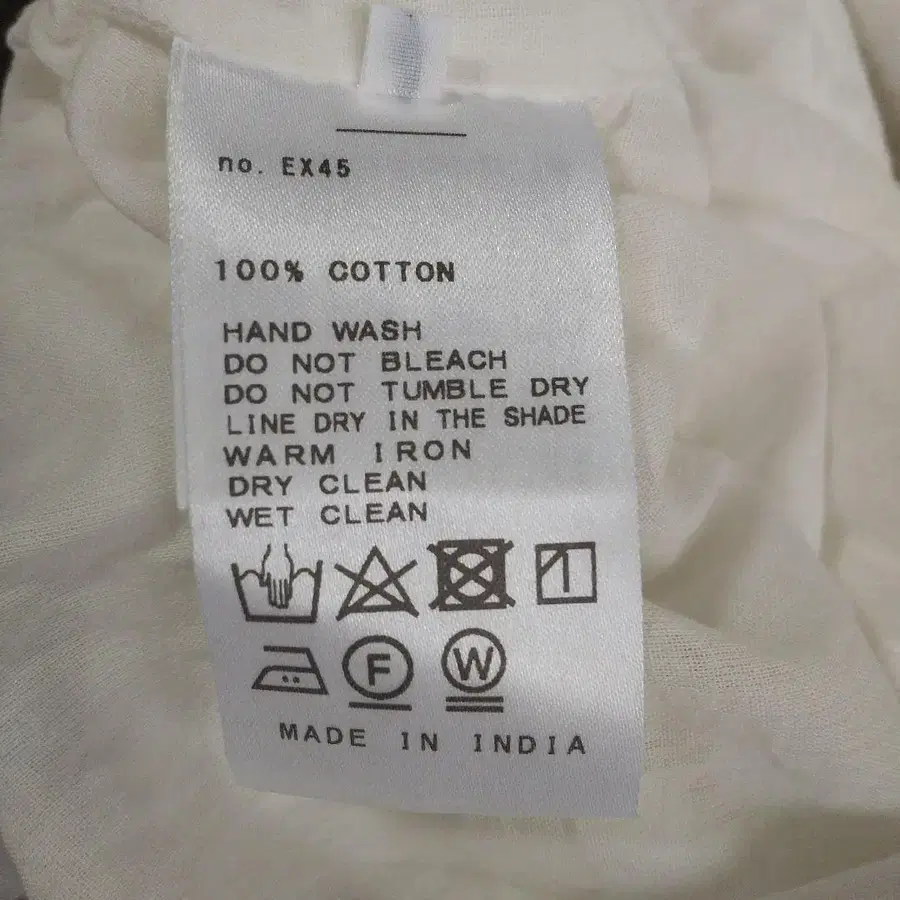 no. EX45
100% COTTON
HAND WASH
DO NOT BLEACH
DO NOT TUMBLE DRY
LINE DRY IN THE SHADE
WARM IRON
DRY CLEAN
WET CLEAN
F W
MADE IN INDIA